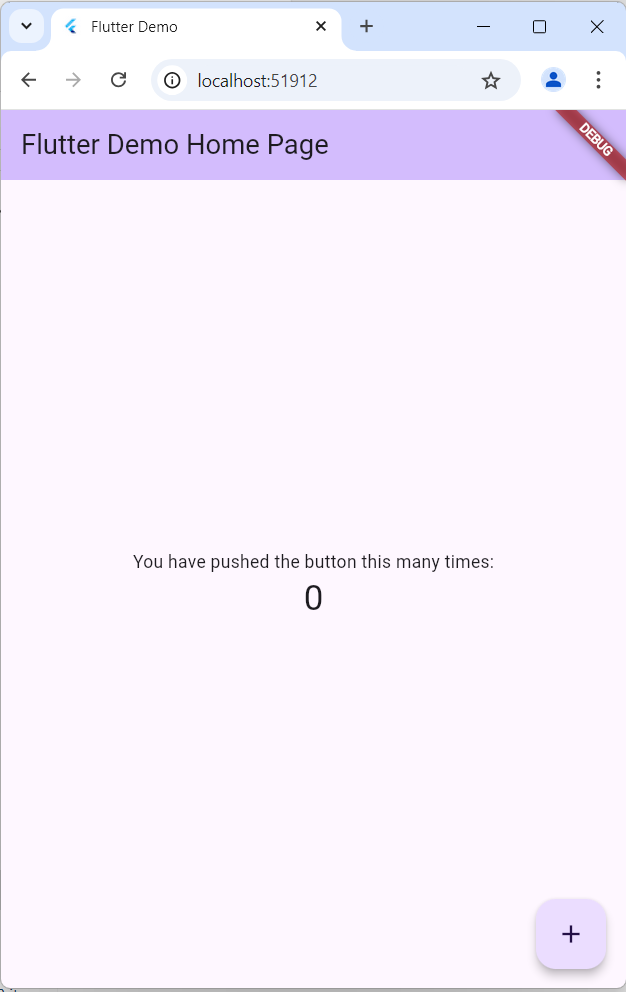 Flutter Demo
localhost:51912
Flutter Demo Home Page
DEBUG
You have pushed the button this many times:
0